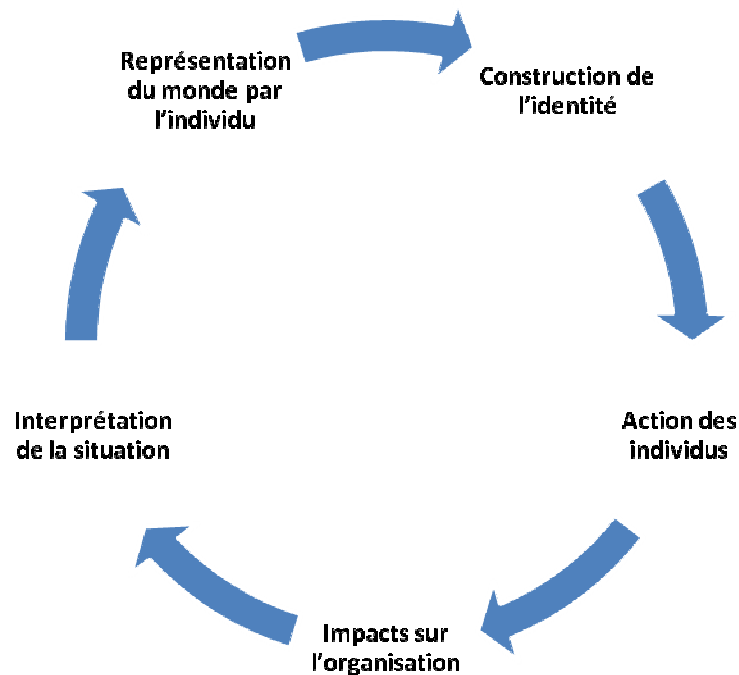 Représentation
du monde par
l'individu
Construction de
l'identité
Action des
individus
Impacts sur
l'organisation
Interprétation
de la situation